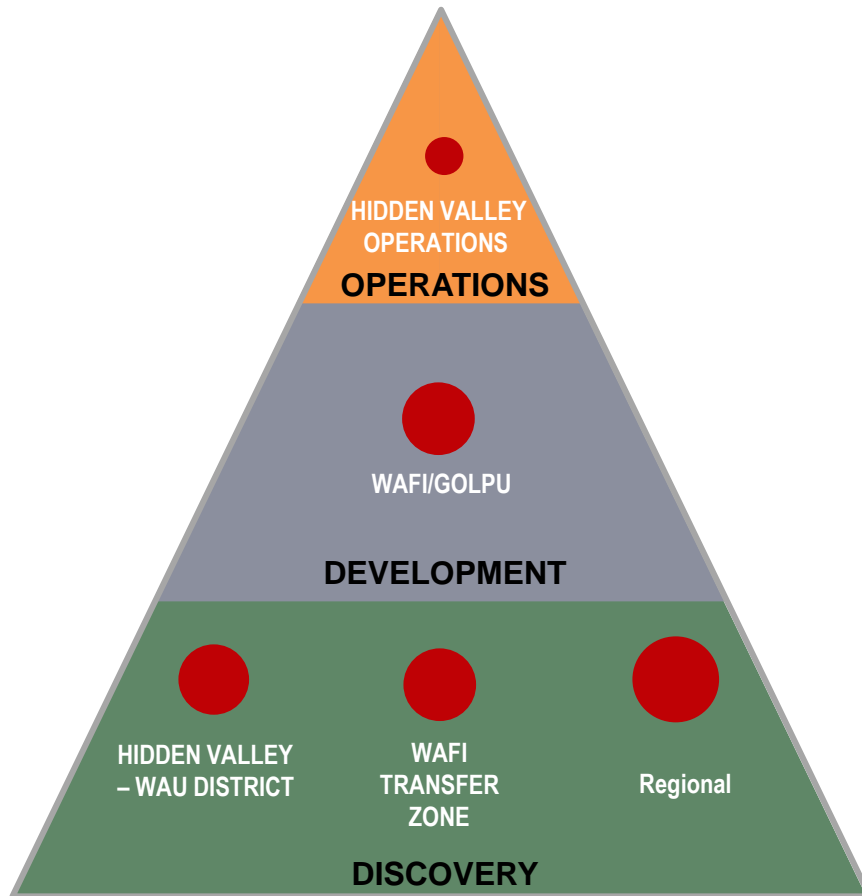 HIDDEN VALLEY
OPERATIONS
OPERATIONS
WAFI/GOLPU
DEVELOPMENT
HIDDEN VALLEY
– WAU DISTRICT
WAFI
TRANSFER
ZONE
Regional
DISCOVERY